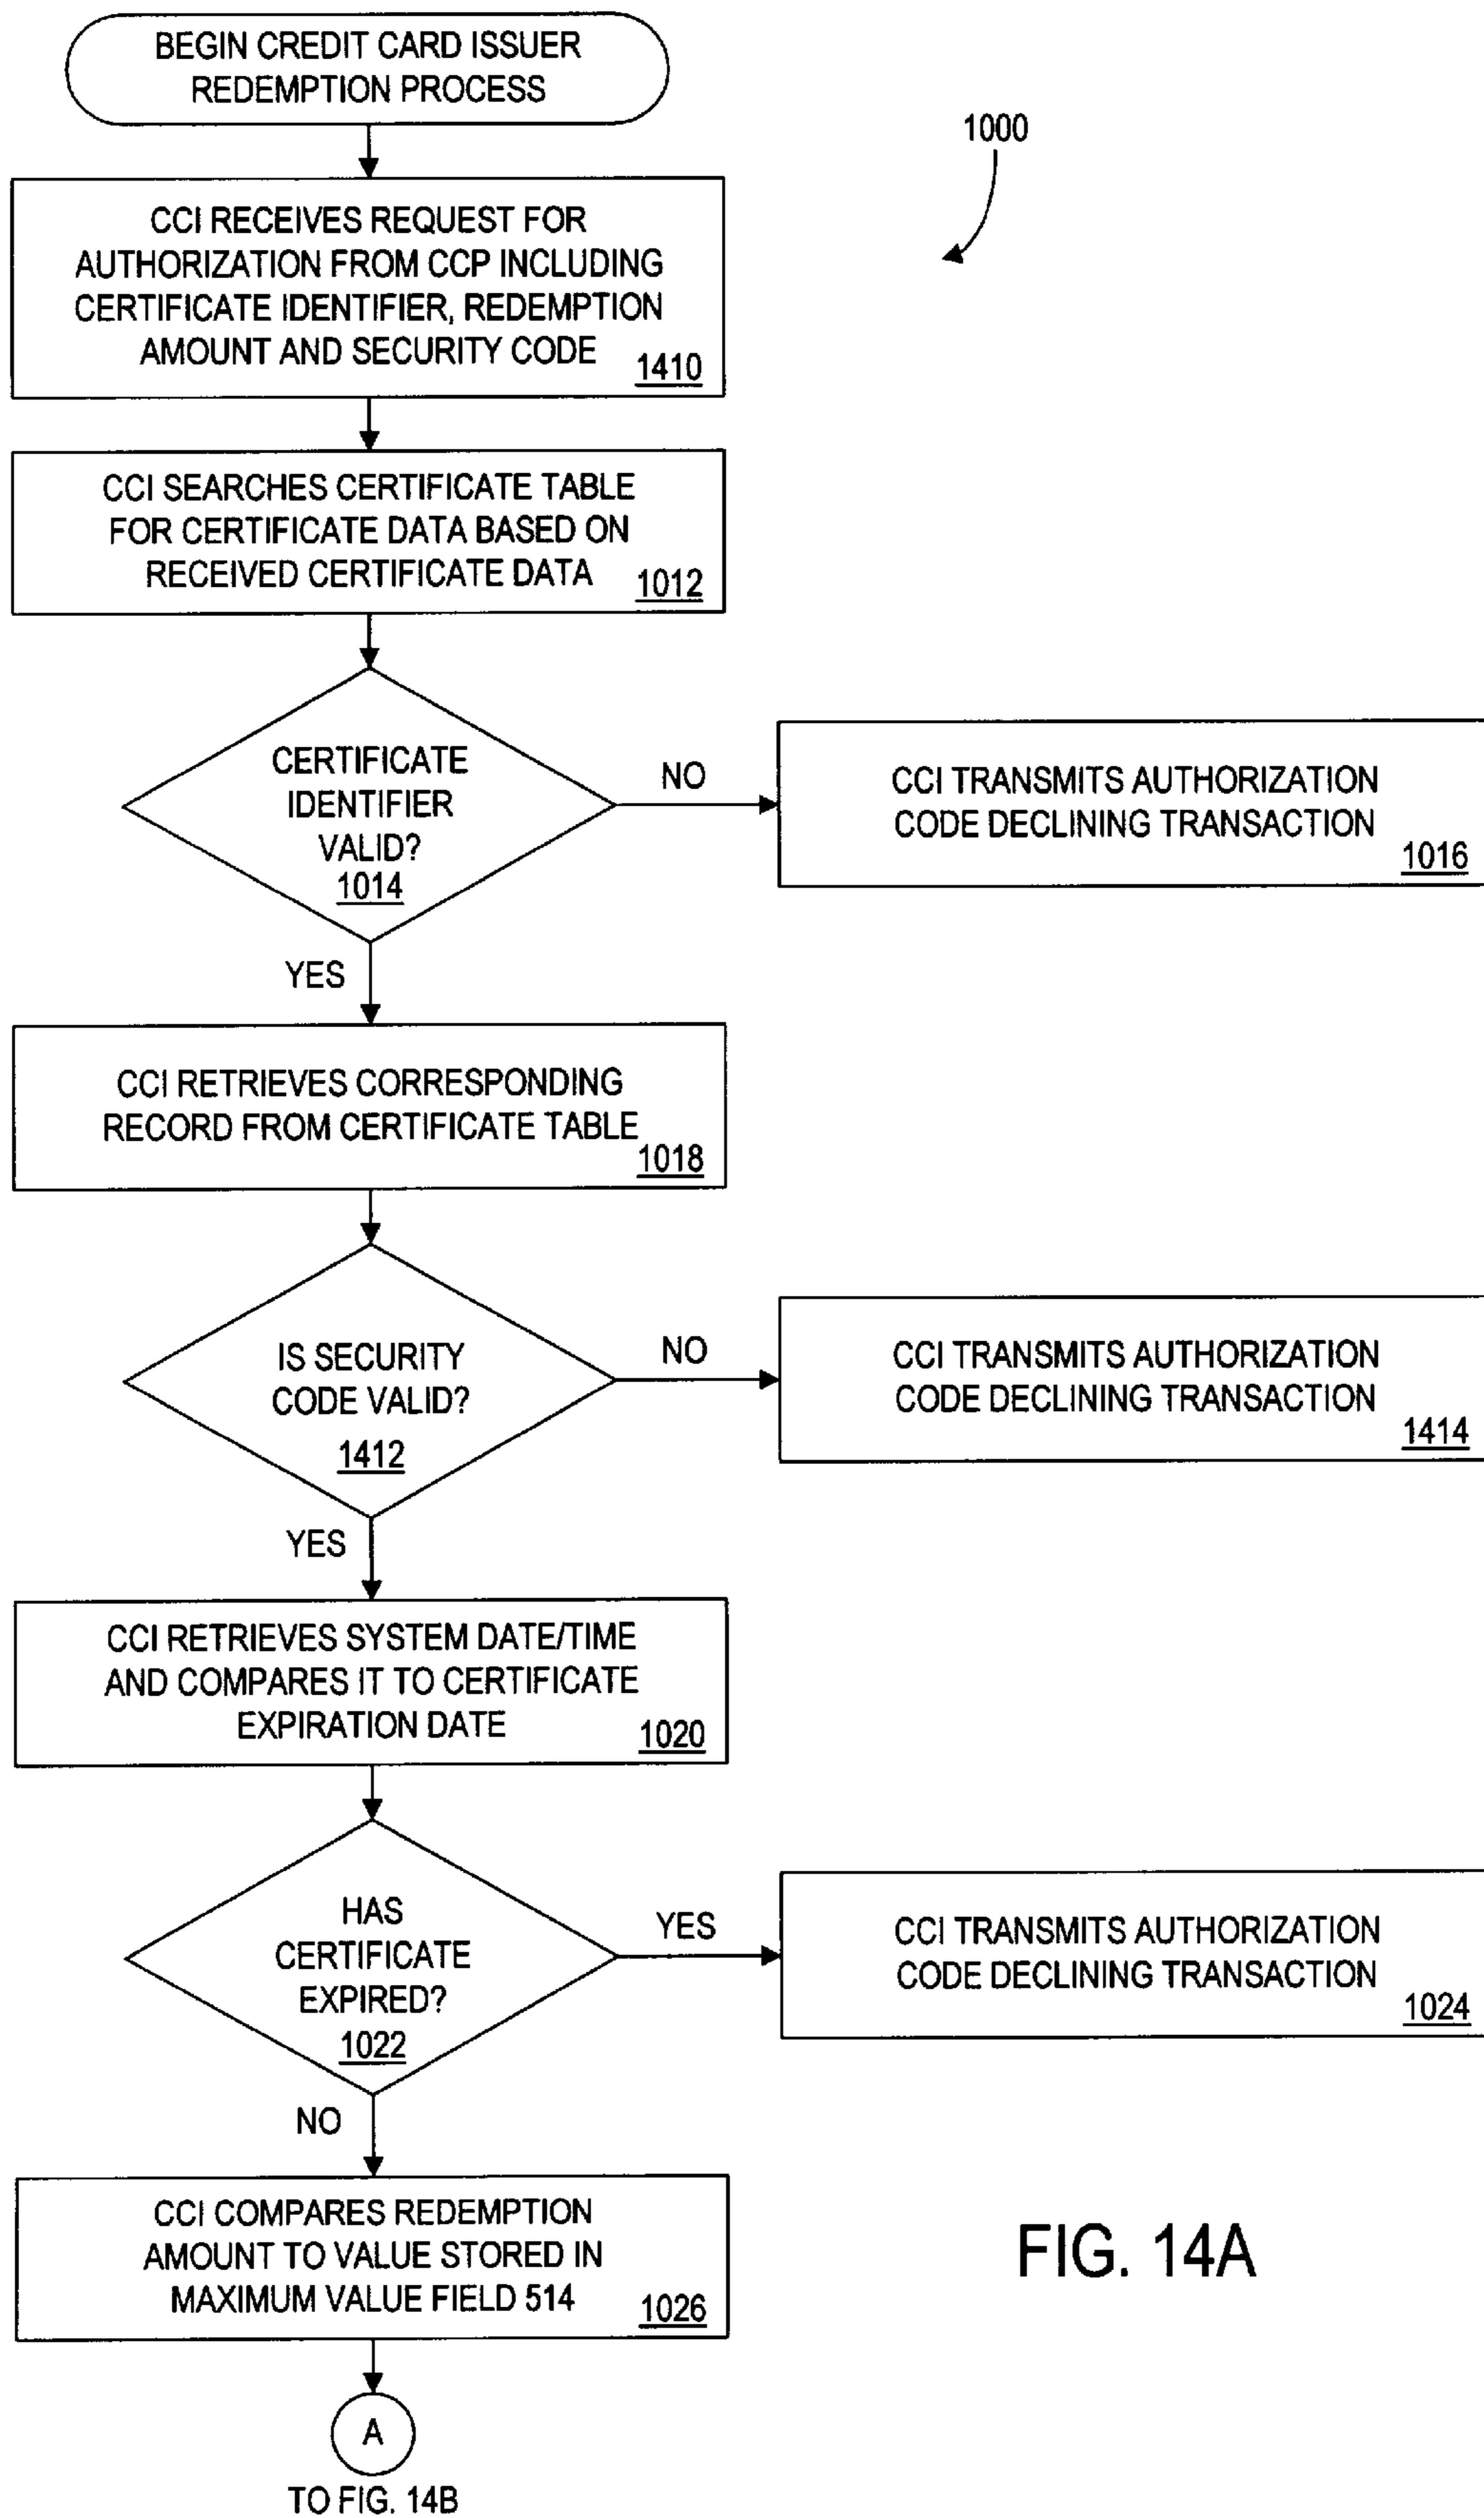 BEGIN CREDIT CARD ISSUER
REDEMPTION PROCESS
1000
CCI RECEIVES REQUEST FOR
AUTHORIZATION FROM CCP INCLUDING
CERTIFICATE IDENTIFIER, REDEMPTION
AMOUNT AND SECURITY CODE
1410
CCI SEARCHES CERTIFICATE TABLE
FOR CERTIFICATE DATA BASED ON
RECEIVED CERTIFICATE DATA
1012
CERTIFICATE
IDENTIFIER
VALID?
1014
NO
CCI TRANSMITS AUTHORIZATION
CODE DECLINING TRANSACTION
1016
YES
CCI RETRIEVES CORRESPONDING
RECORD FROM CERTIFICATE TABLE
1018
IS SECURITY
CODE VALID?
1412
NO
CCI TRANSMITS AUTHORIZATION
CODE DECLINING TRANSACTION
1414
YES
CCI RETRIEVES SYSTEM DATE/TIME
AND COMPARES IT TO CERTIFICATE
EXPIRATION DATE
1020
HAS
CERTIFICATE
EXPIRED?
1022
YES
CCI TRANSMITS AUTHORIZATION
CODE DECLINING TRANSACTION
1024
NO
CCI COMPARES REDEMPTION
AMOUNT TO VALUE STORED IN
MAXIMUM VALUE FIELD 514
1026
FIG. 14A
A
TO FIG. 14B